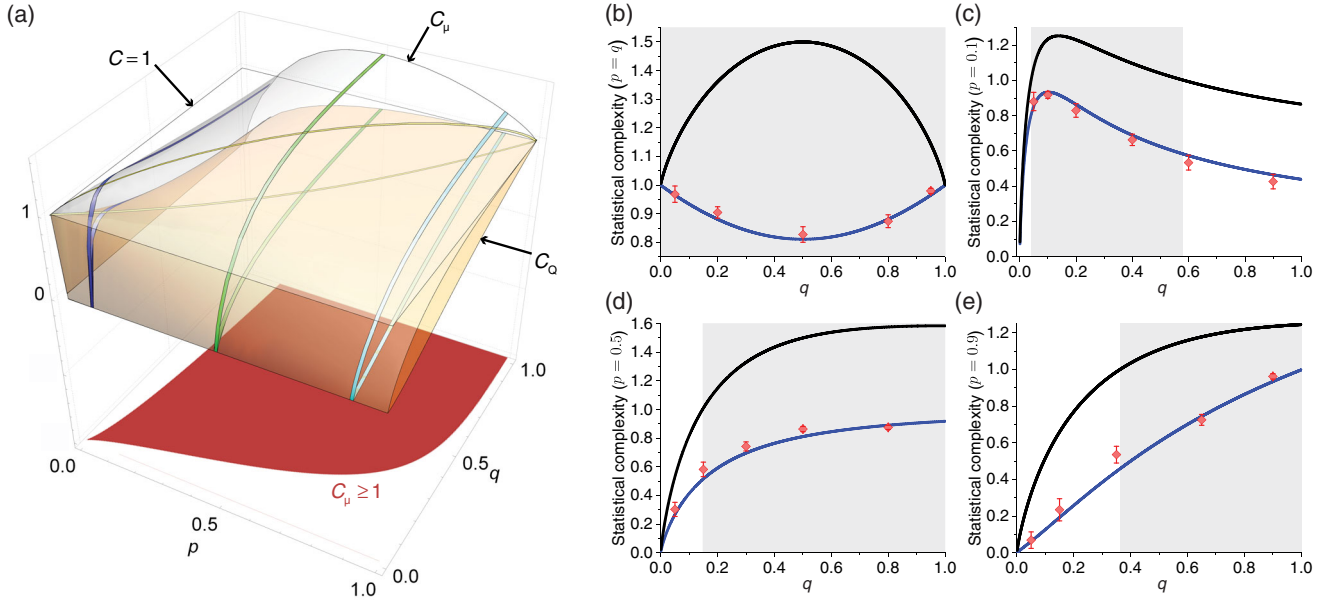 (a)
C = 1
Cμ
CQ
1
0
Cμ ≥ 1
0.0
0.5
1.0
p
0.0
0.5
1.0
q
(b)
Statistical complexity (p = q)
1.5
1.4
1.3
1.2
1.1
1.0
0.9
0.8
0.0 0.2 0.4 0.6 0.8 1.0
q
(c)
Statistical complexity (p = 0.1)
1.2
1.0
0.8
0.6
0.4
0.2
0.0
0.0 0.2 0.4 0.6 0.8 1.0
q
(d)
Statistical complexity (p = 0.5)
1.6
1.4
1.2
1.0
0.8
0.6
0.4
0.2
0.0
0.0 0.2 0.4 0.6 0.8 1.0
q
(e)
Statistical complexity (p = 0.9)
1.2
1.0
0.8
0.6
0.4
0.2
0.0
0.0 0.2 0.4 0.6 0.8 1.0
q